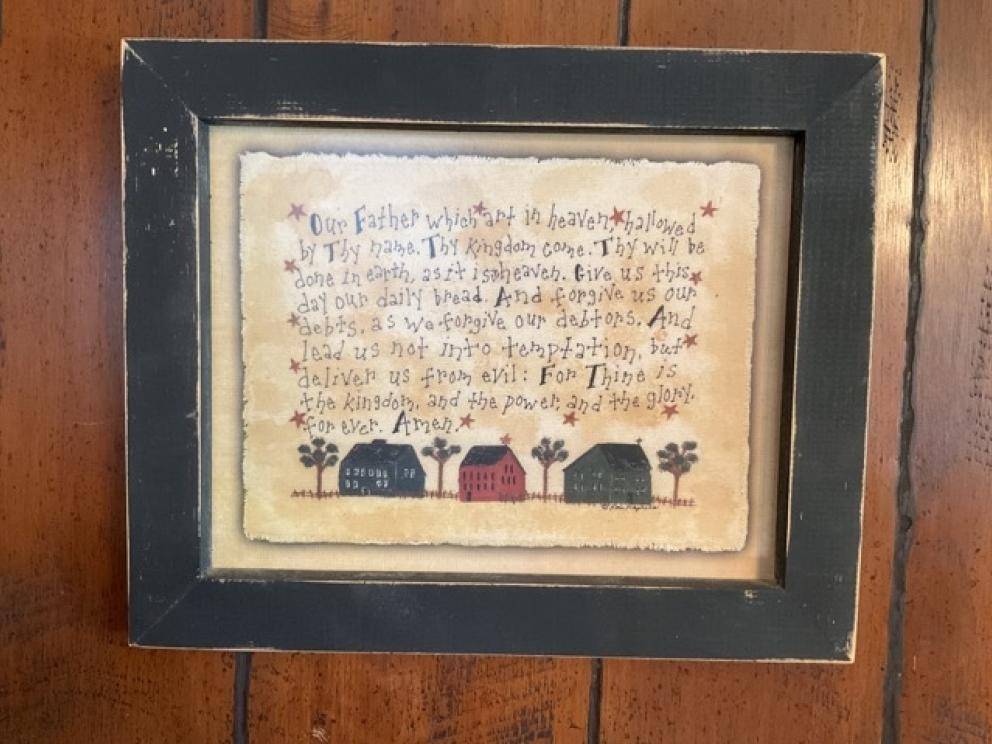 Our Father which art in heaven, hallowed
by Thy name. Thy kingdom come. Thy will be
done in earth, as it is heaven. Give us this
day our daily bread. And forgive us our
debts, as we forgive our debtors. And
lead us not into temptation, but
deliver us from evil: For Thine is
the kingdom, and the power, and the glory,
for ever. Amen.